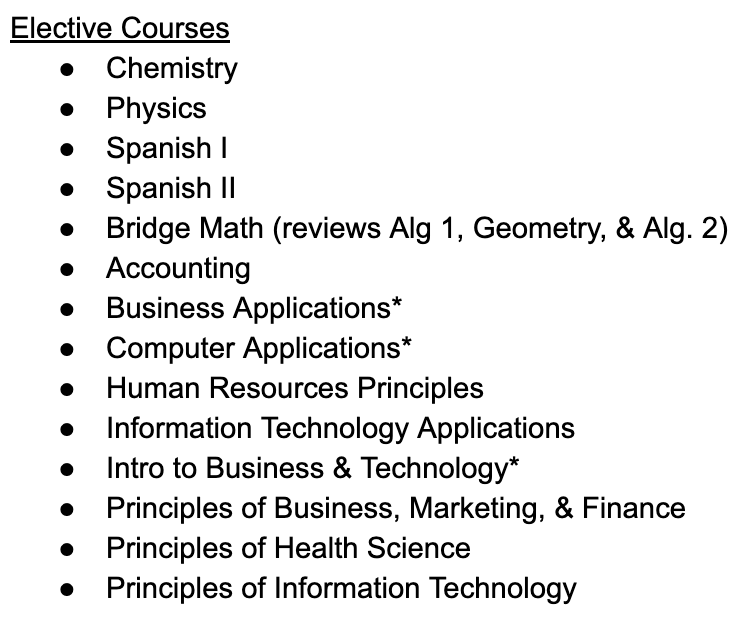 Elective Courses
● Chemistry
● Physics
● Spanish I
● Spanish II
● Bridge Math (reviews Alg 1, Geometry, & Alg. 2)
● Accounting
● Business Applications*
● Computer Applications*
● Human Resources Principles
● Information Technology Applications
● Intro to Business & Technology*
● Principles of Business, Marketing, & Finance
● Principles of Health Science
● Principles of Information Technology